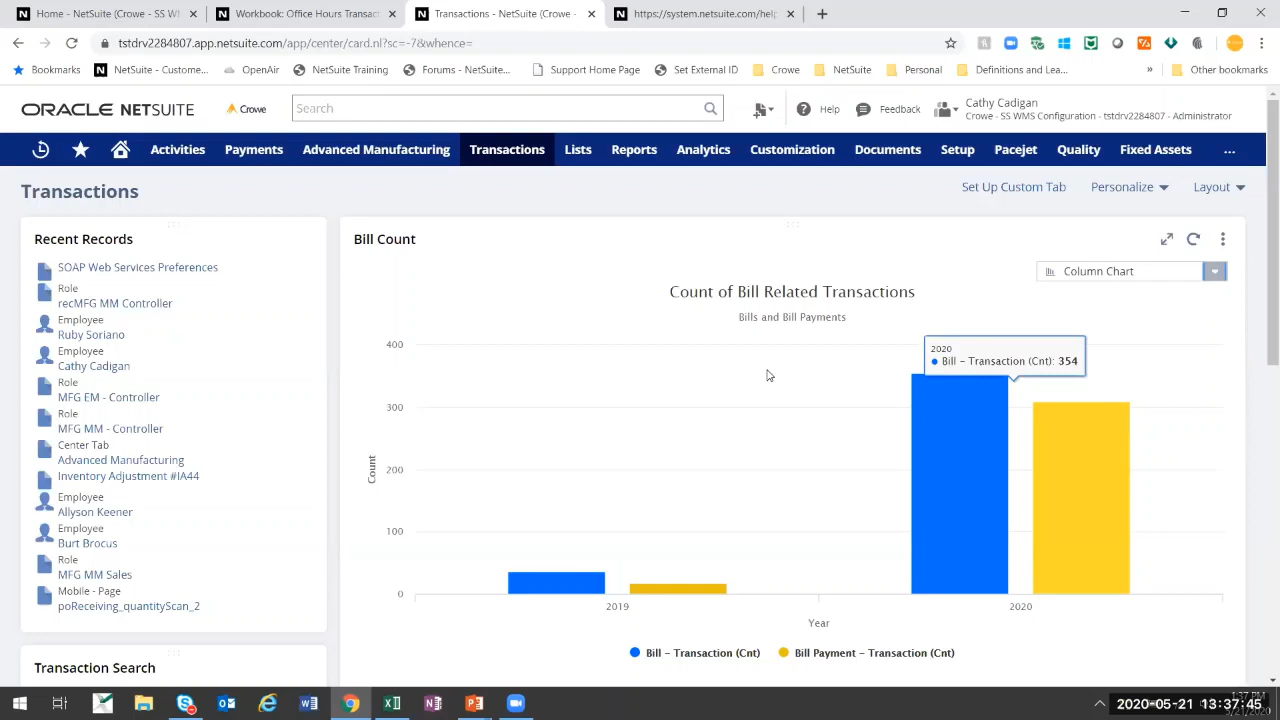 Home - NetSuite (Crowe - SS W
Workbook: Office Hours Transact
Transactions - NetSuite (Crowe -
https://system.netsuite.com/help
tstdrv2284807.app.netsuite.com/app/center/card.nl?sc=-7&whence=
Bookmarks
NetSuite - Custome...
OpenAir
NetSuite Training
Forums - NetSuite...
Support Home Page
Set External ID
Crowe
NetSuite
Personal
Definitions and Lea...
»
Other bookmarks
ORACLE NETSUITE
Crowe
Search
Help
Feedback
Cathy Cadigan
Crowe - SS WMS Configuration - tstdrv2284807 - Administrator
Activities
Payments
Advanced Manufacturing
Transactions
Lists
Reports
Analytics
Customization
Documents
Setup
Pacejet
Quality
Fixed Assets
...
Transactions
Set Up Custom Tab
Personalize
Layout
Recent Records
SOAP Web Services Preferences
Role
recMFG MM Controller
Employee
Ruby Soriano
Employee
Cathy Cadigan
Role
MFG EM - Controller
Role
MFG MM - Controller
Center Tab
Advanced Manufacturing
Inventory Adjustment #IA44
Employee
Allyson Keener
Employee
Burt Brocus
Role
MFG MM Sales
Mobile - Page
poReceiving_quantityScan_2
Transaction Search
Bill Count
Column Chart
Count of Bill Related Transactions
Bills and Bill Payments
2020
Bill – Transaction (Cnt): 354
400
300
200
100
0
Count
2019
2020
Year
Bill – Transaction (Cnt)
Bill Payment – Transaction (Cnt)
1:37 PM
2020-05-21 13:37:45